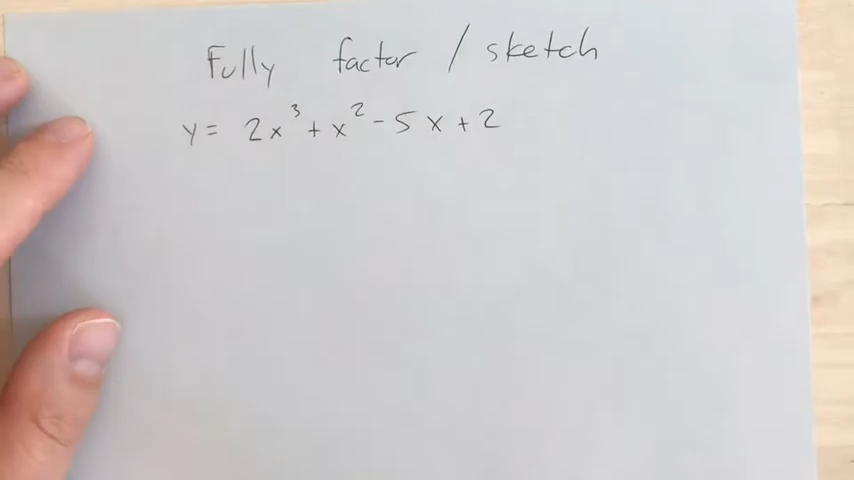 Fully factor / sketch
y = 2x³ + x² - 5x + 2